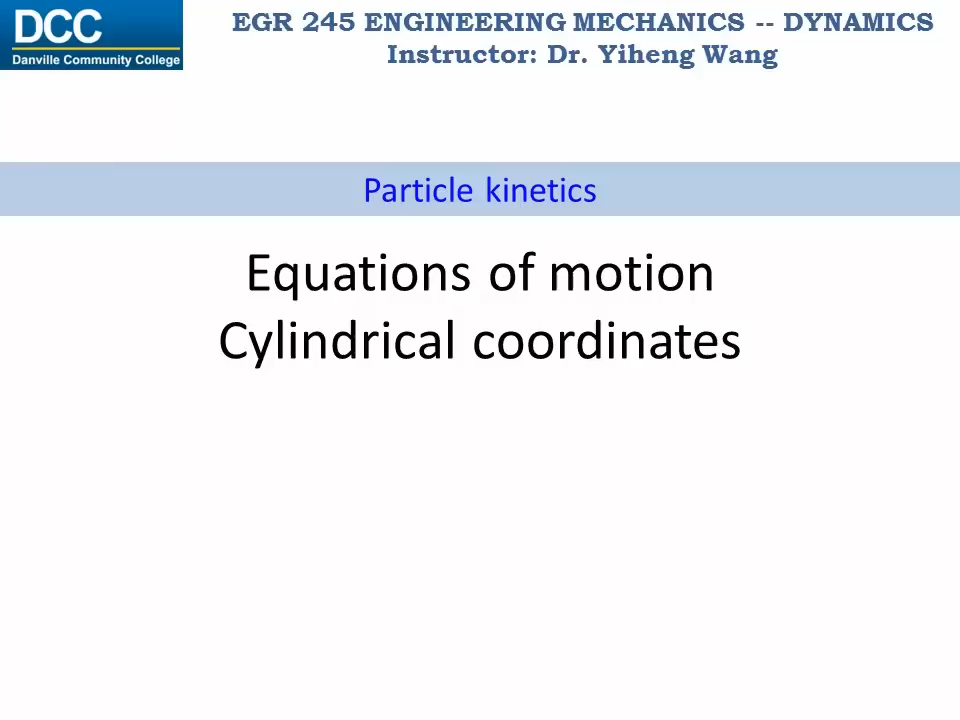 DCC
Danville Community College
EGR 245 ENGINEERING MECHANICS -- DYNAMICS
Instructor: Dr. Yiheng Wang
Particle kinetics
Equations of motion
Cylindrical coordinates